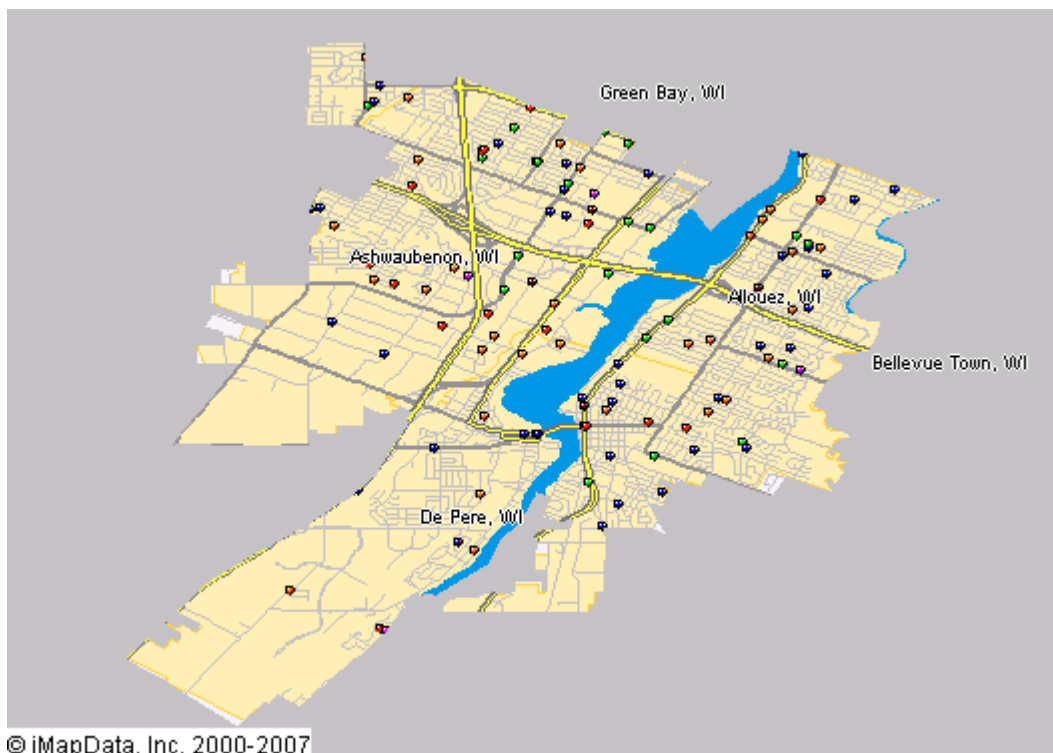 Green Bay, WI
Ashwaubenon, WI
Allouez, WI
Bellevue Town, WI
De Pere, WI
© iMapData, Inc. 2000-2007